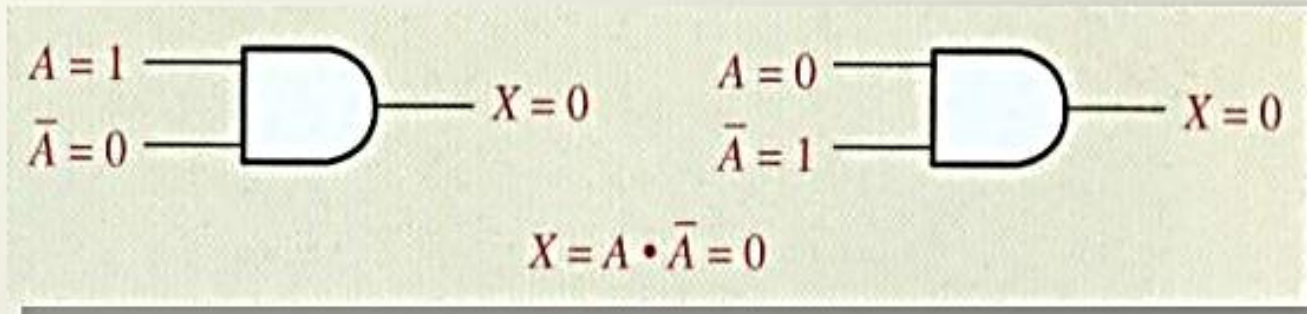 A = 1
A̅ = 0
X = 0
A = 0
A̅ = 1
X = 0
X = A • A̅ = 0